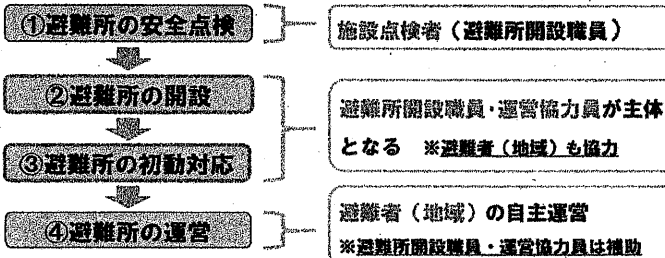 ①避難所の安全点検
施設点検者（避難所開設職員）
②避難所の開設
避難所開設職員・運営協力員が主体
となる ※避難者（地域）も協力
③避難所の初動対応
④避難所の運営
避難者（地域）の自主運営
※避難所開設職員・運営協力員は補助